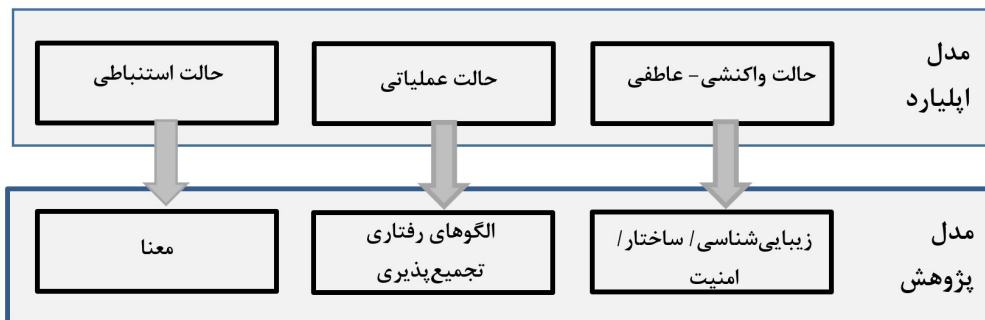 مدل
اپلیارد
حالت واکنشی- عاطفی
حالت عملیاتی
حالت استنباطی
مدل
پژوهش
زیبایی‌شناسی/ ساختار/
امنیت
الگوهای رفتاری
تجمیع‌پذیری
معنا